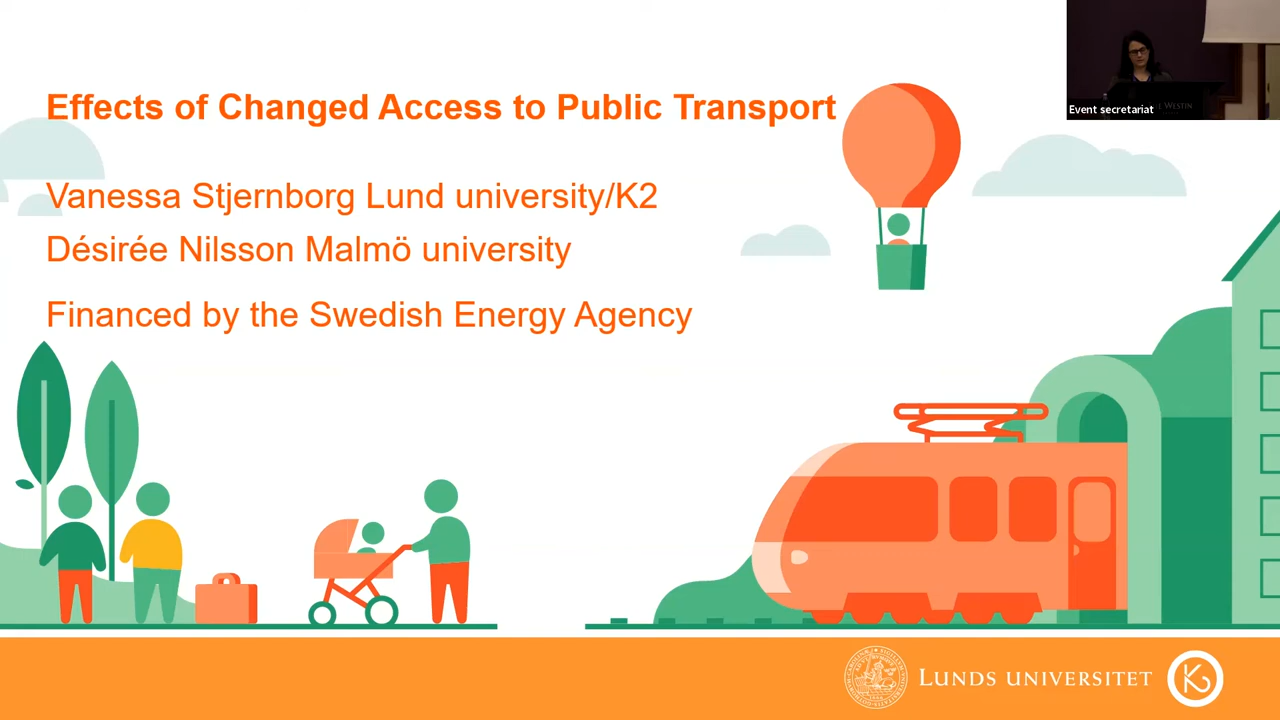 Effects of Changed Access to Public Transport
Vanessa Stjernborg Lund university/K2
Désirée Nilsson Malmö university
Financed by the Swedish Energy Agency
Event secretariat
WESTIN
LUNDS UNIVERSITET